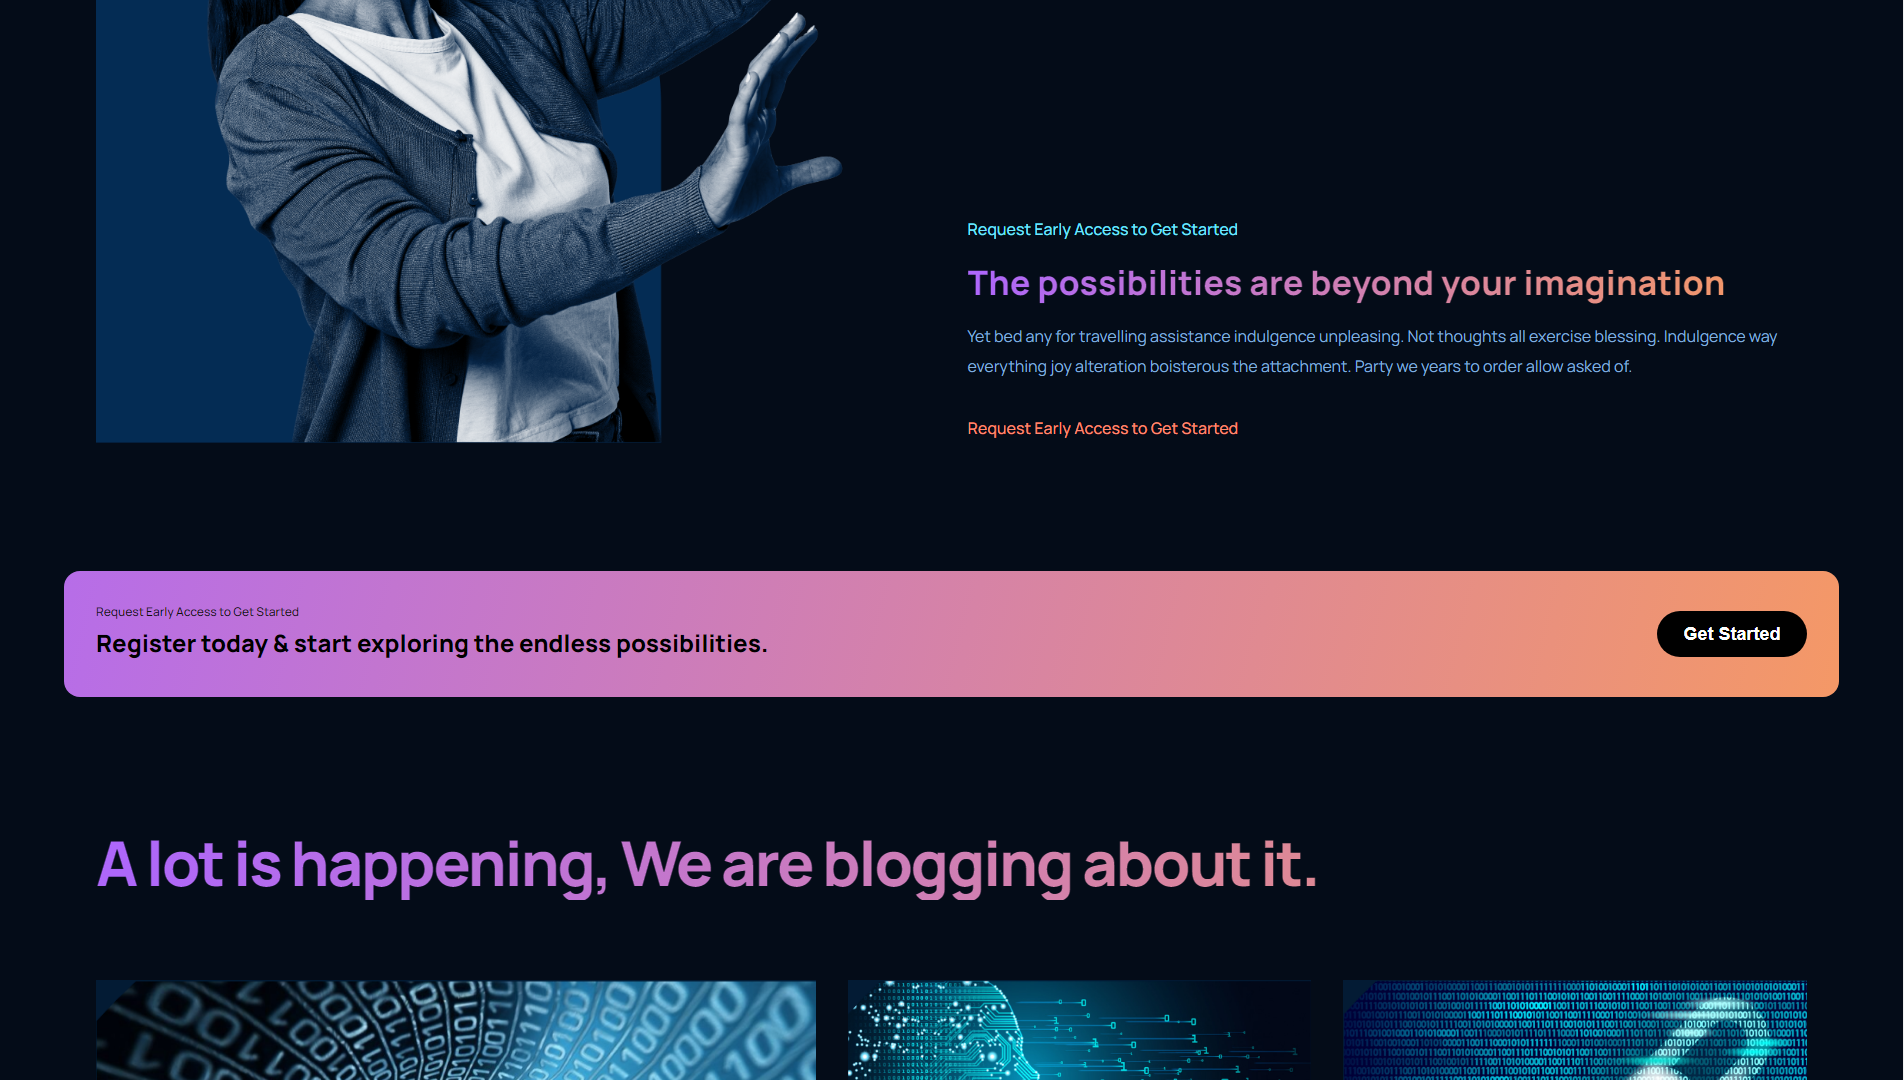 Request Early Access to Get Started
The possibilities are beyond your imagination
Yet bed any for travelling assistance indulgence unpleasing. Not thoughts all exercise blessing. Indulgence way
everything joy alteration boisterous the attachment. Party we years to order allow asked of.
Request Early Access to Get Started
Request Early Access to Get Started
Register today & start exploring the endless possibilities.
Get Started
A lot is happening, We are blogging about it.